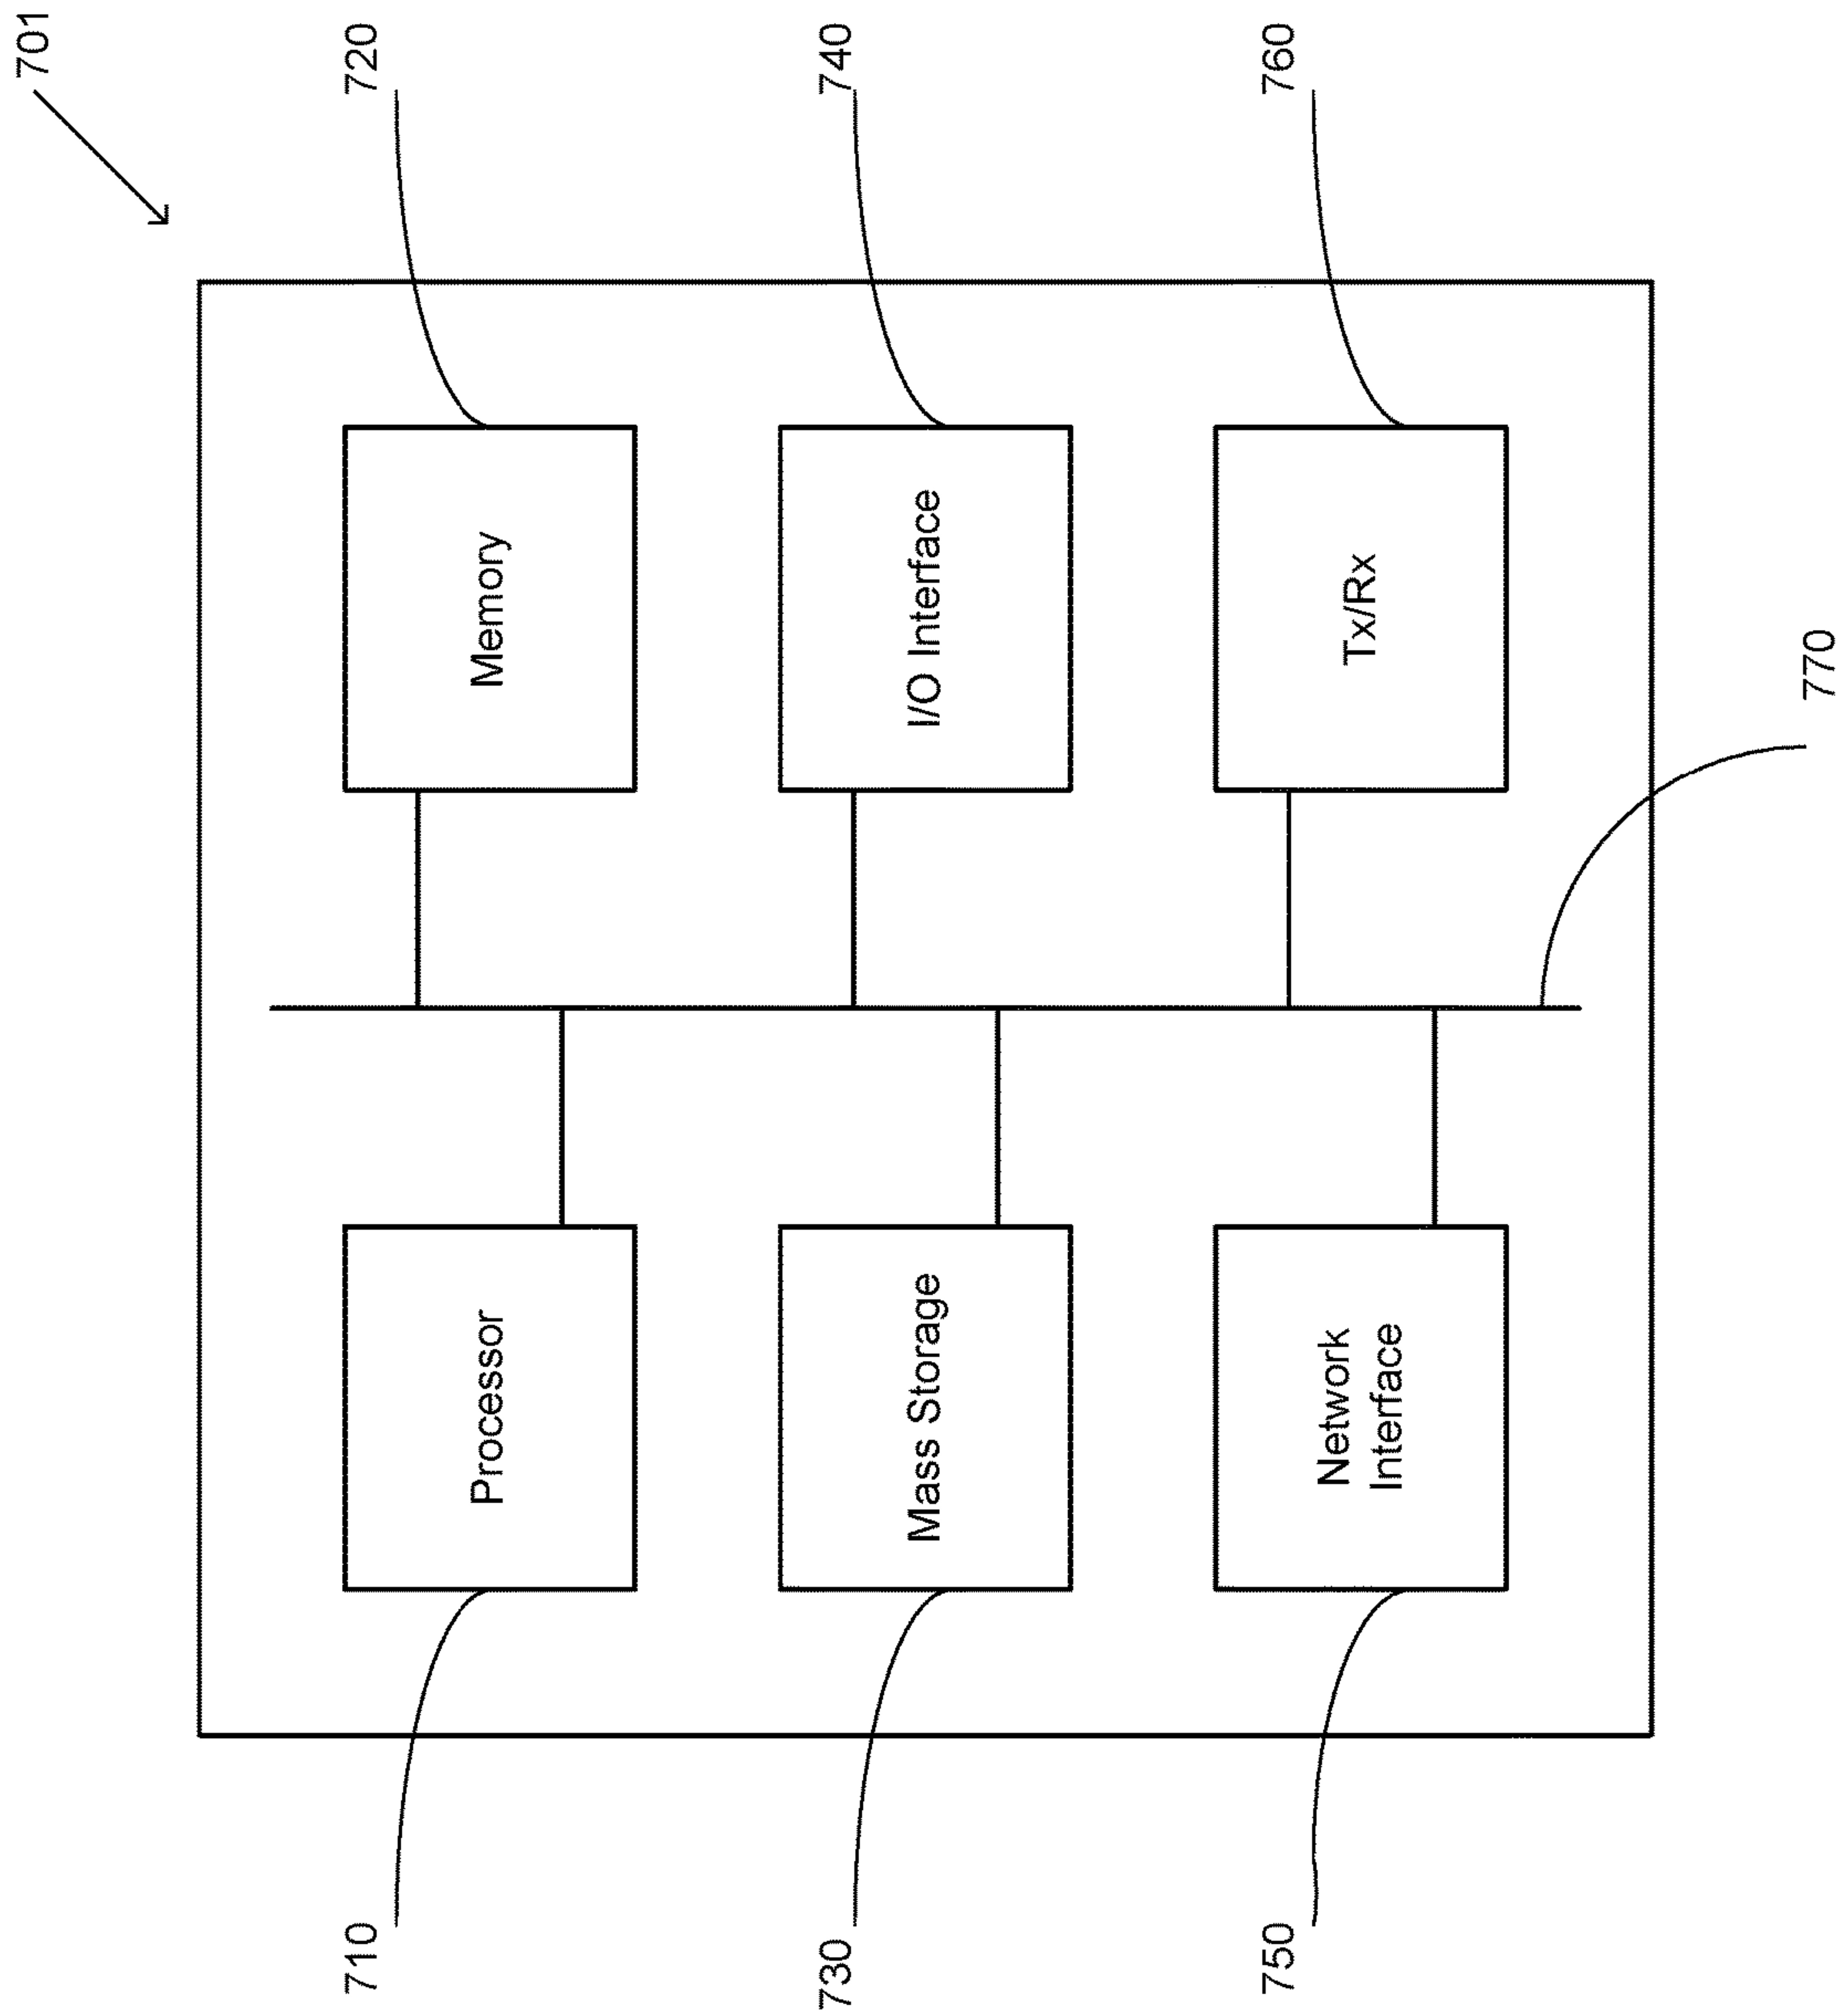 701
710
Processor
Memory
720
730
Mass Storage
I/O Interface
740
750
Network
Interface
Tx/Rx
760
770